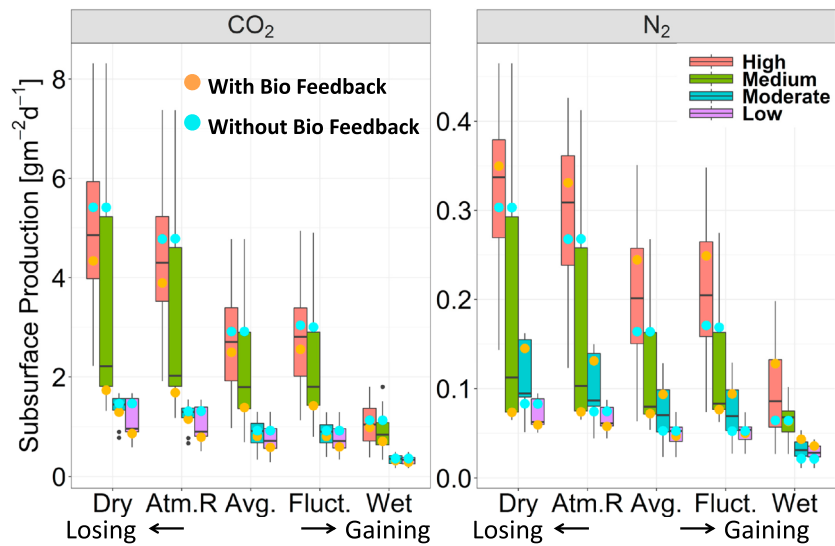 CO₂
N₂
Subsurface Production [gm⁻²d⁻¹]
8
6
4
2
0
With Bio Feedback
Without Bio Feedback
0.4
0.3
0.2
0.1
0.0
High
Medium
Moderate
Low
Dry Atm.R Avg. Fluct. Wet
Losing ← → Gaining
Dry Atm.R Avg. Fluct. Wet
Losing ← → Gaining